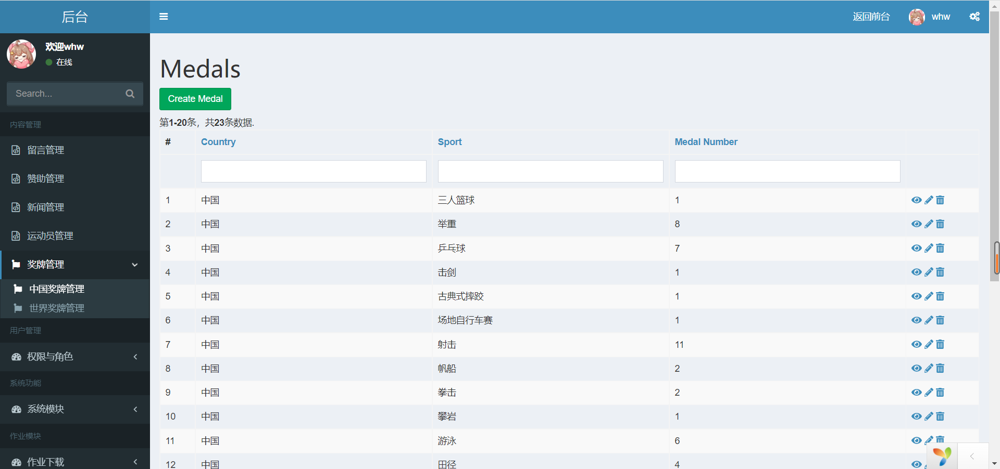 后台
返回前台
whw
欢迎whw
在线
Search...
内容管理
留言管理
赞助管理
新闻管理
运动员管理
奖牌管理
中国奖牌管理
世界奖牌管理
用户管理
权限与角色
系统功能
系统模块
作业模块
作业下载
Medals
Create Medal
第1-20条，共23条数据.
# Country Sport Medal Number
1 中国 三人篮球 1
2 中国 举重 8
3 中国 乒乓球 7
4 中国 击剑 1
5 中国 古典式摔跤 1
6 中国 场地自行车赛 1
7 中国 射击 11
8 中国 帆船 2
9 中国 拳击 2
10 中国 攀岩 1
11 中国 游泳 6
12 中国 田径 4